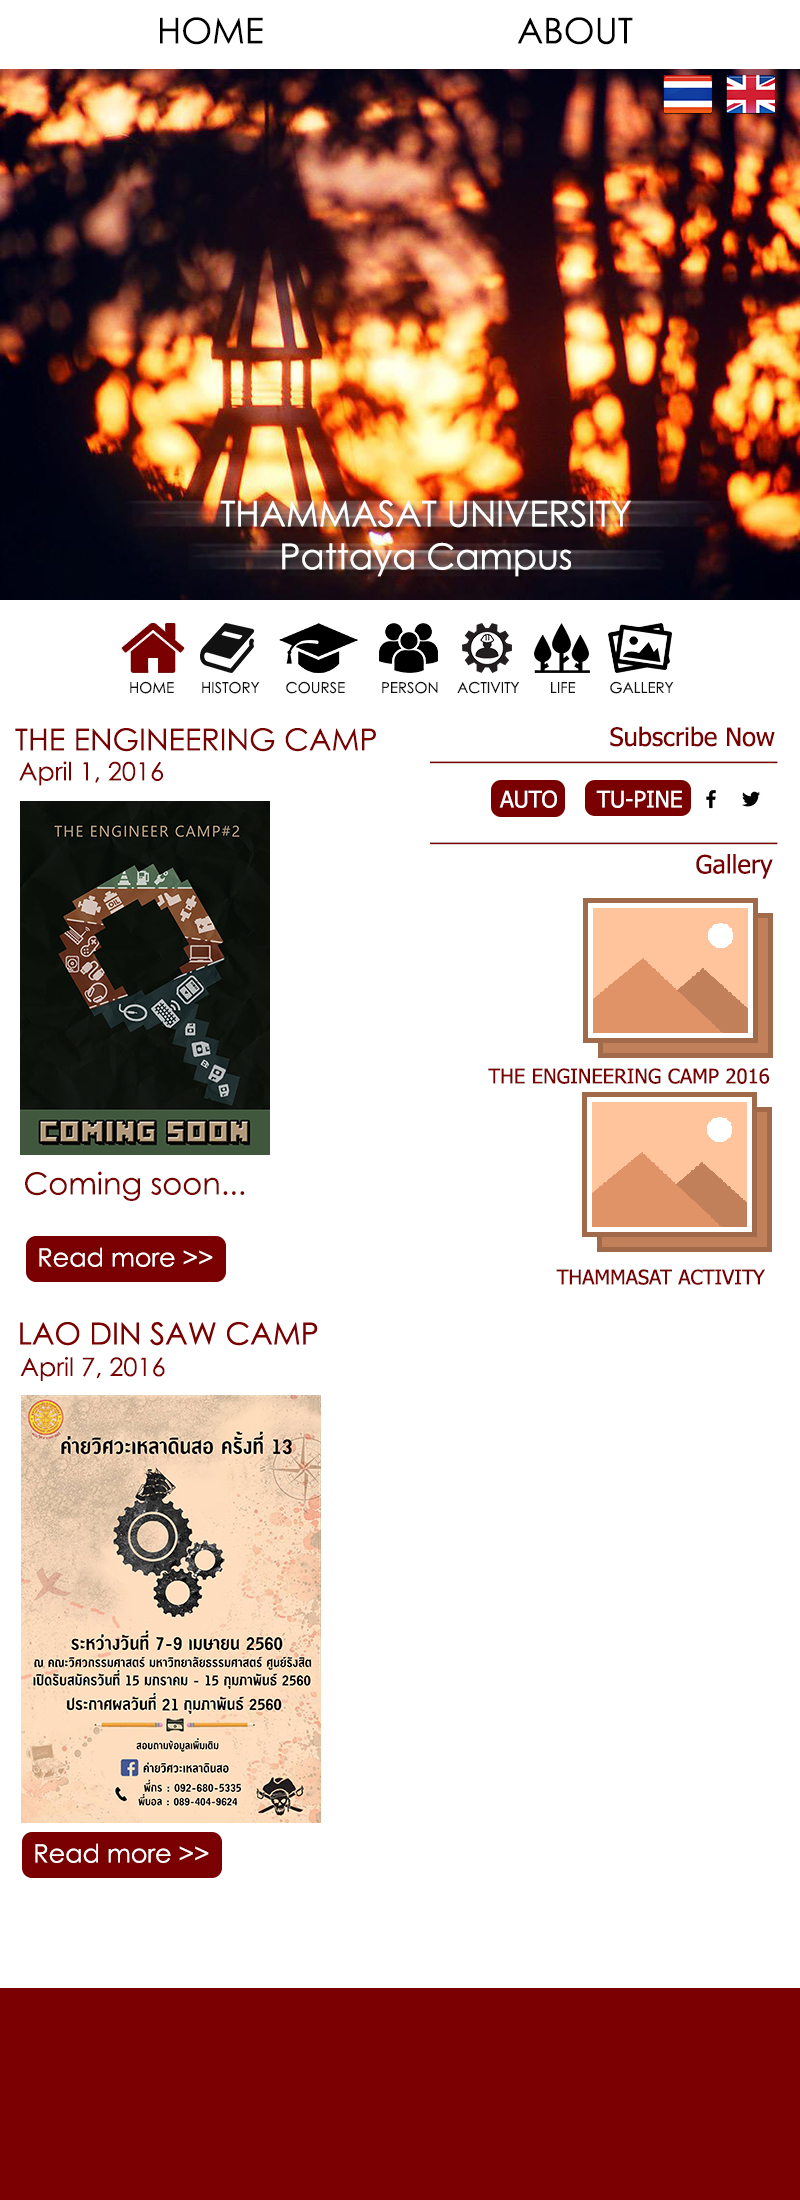 HOME
ABOUT
THAMMASAT UNIVERSITY
Pattaya Campus
HOME
HISTORY
COURSE
PERSON
ACTIVITY
LIFE
GALLERY
THE ENGINEERING CAMP
April 1, 2016
THE ENGINEER CAMP#2
OIL
COMING SOON
Coming soon...
Read more >>
Subscribe Now
AUTO
TU-PINE
Gallery
THE ENGINEERING CAMP 2016
THAMMASAT ACTIVITY
LAO DIN SAW CAMP
April 7, 2016
ค่ายวิศวะเหลาดินสอ ครั้งที่ 13
ระหว่างวันที่ 7-9 เมษายน 2560
ณ คณะวิศวกรรมศาสตร์ มหาวิทยาลัยธรรมศาสตร์ ศูนย์รังสิต
เปิดรับสมัครวันที่ 15 มกราคม - 15 กุมภาพันธ์ 2560
ประกาศผลวันที่ 21 กุมภาพันธ์ 2560
สอบถามข้อมูลเพิ่มเติม
ค่ายวิศวะเหลาดินสอ
พี่กร : 092-680-5335
พี่บอล : 089-404-9624
Read more >>